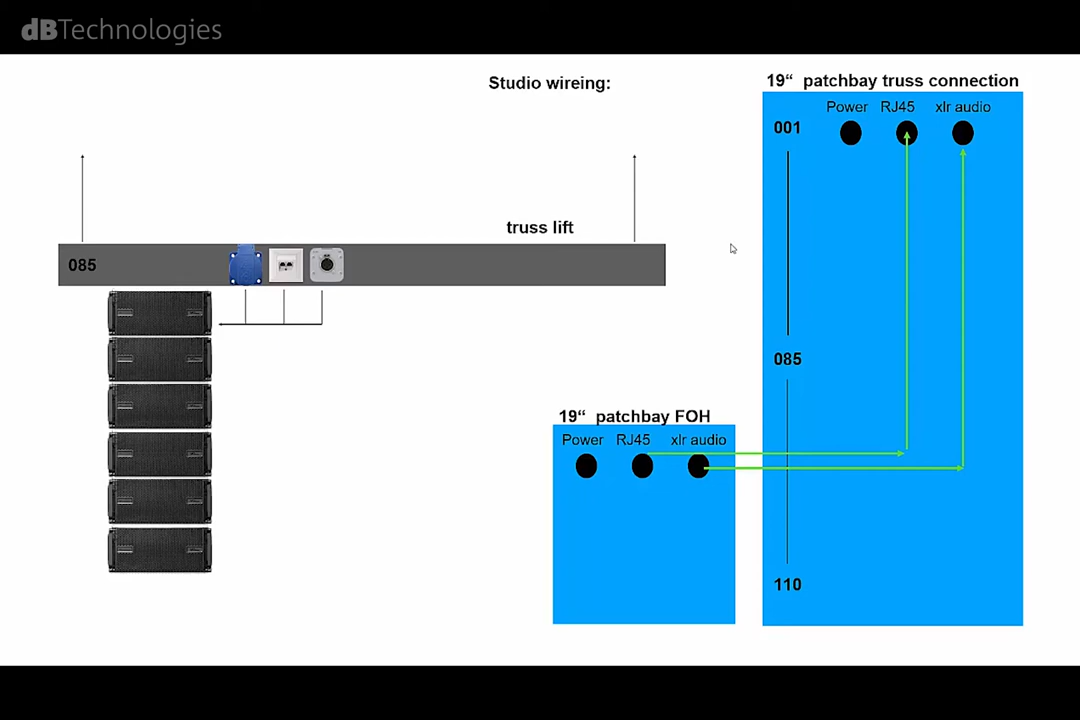 dBTechnologies
Studio wireing:
19“ patchbay truss connection
Power RJ45 xlr audio
001
truss lift
085
085
19“ patchbay FOH
Power RJ45 xlr audio
110